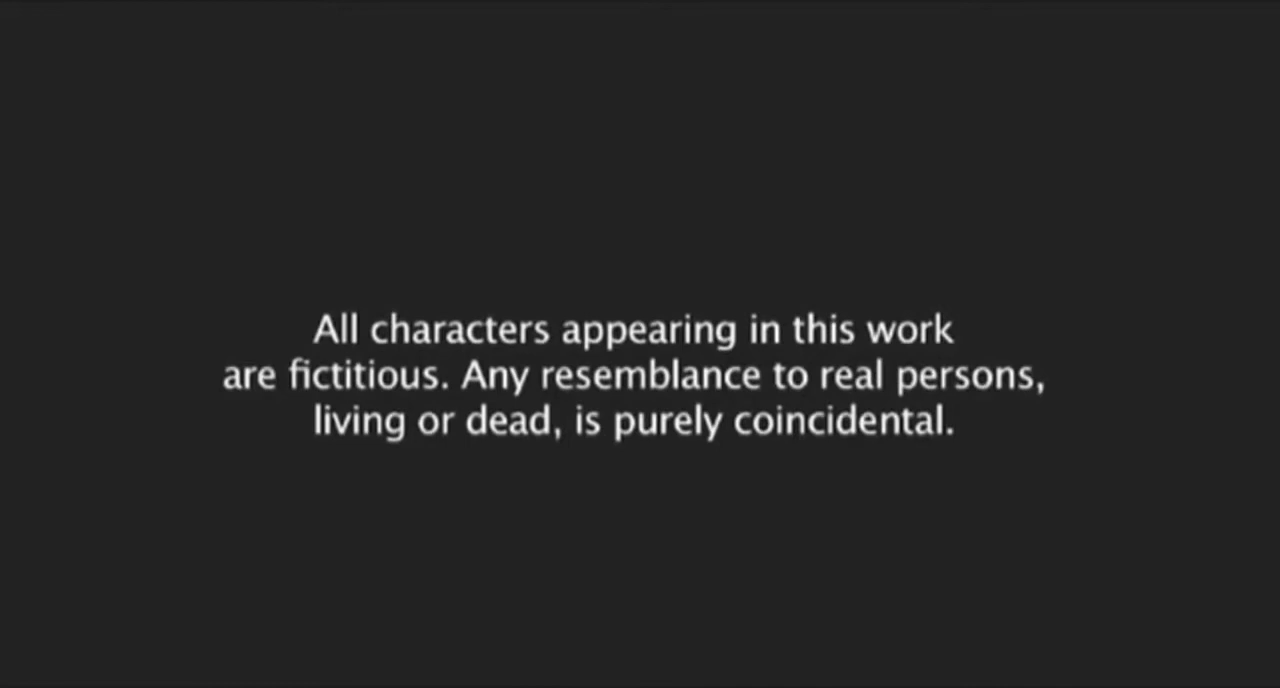 All characters appearing in this work
are fictitious. Any resemblance to real persons,
living or dead, is purely coincidental.